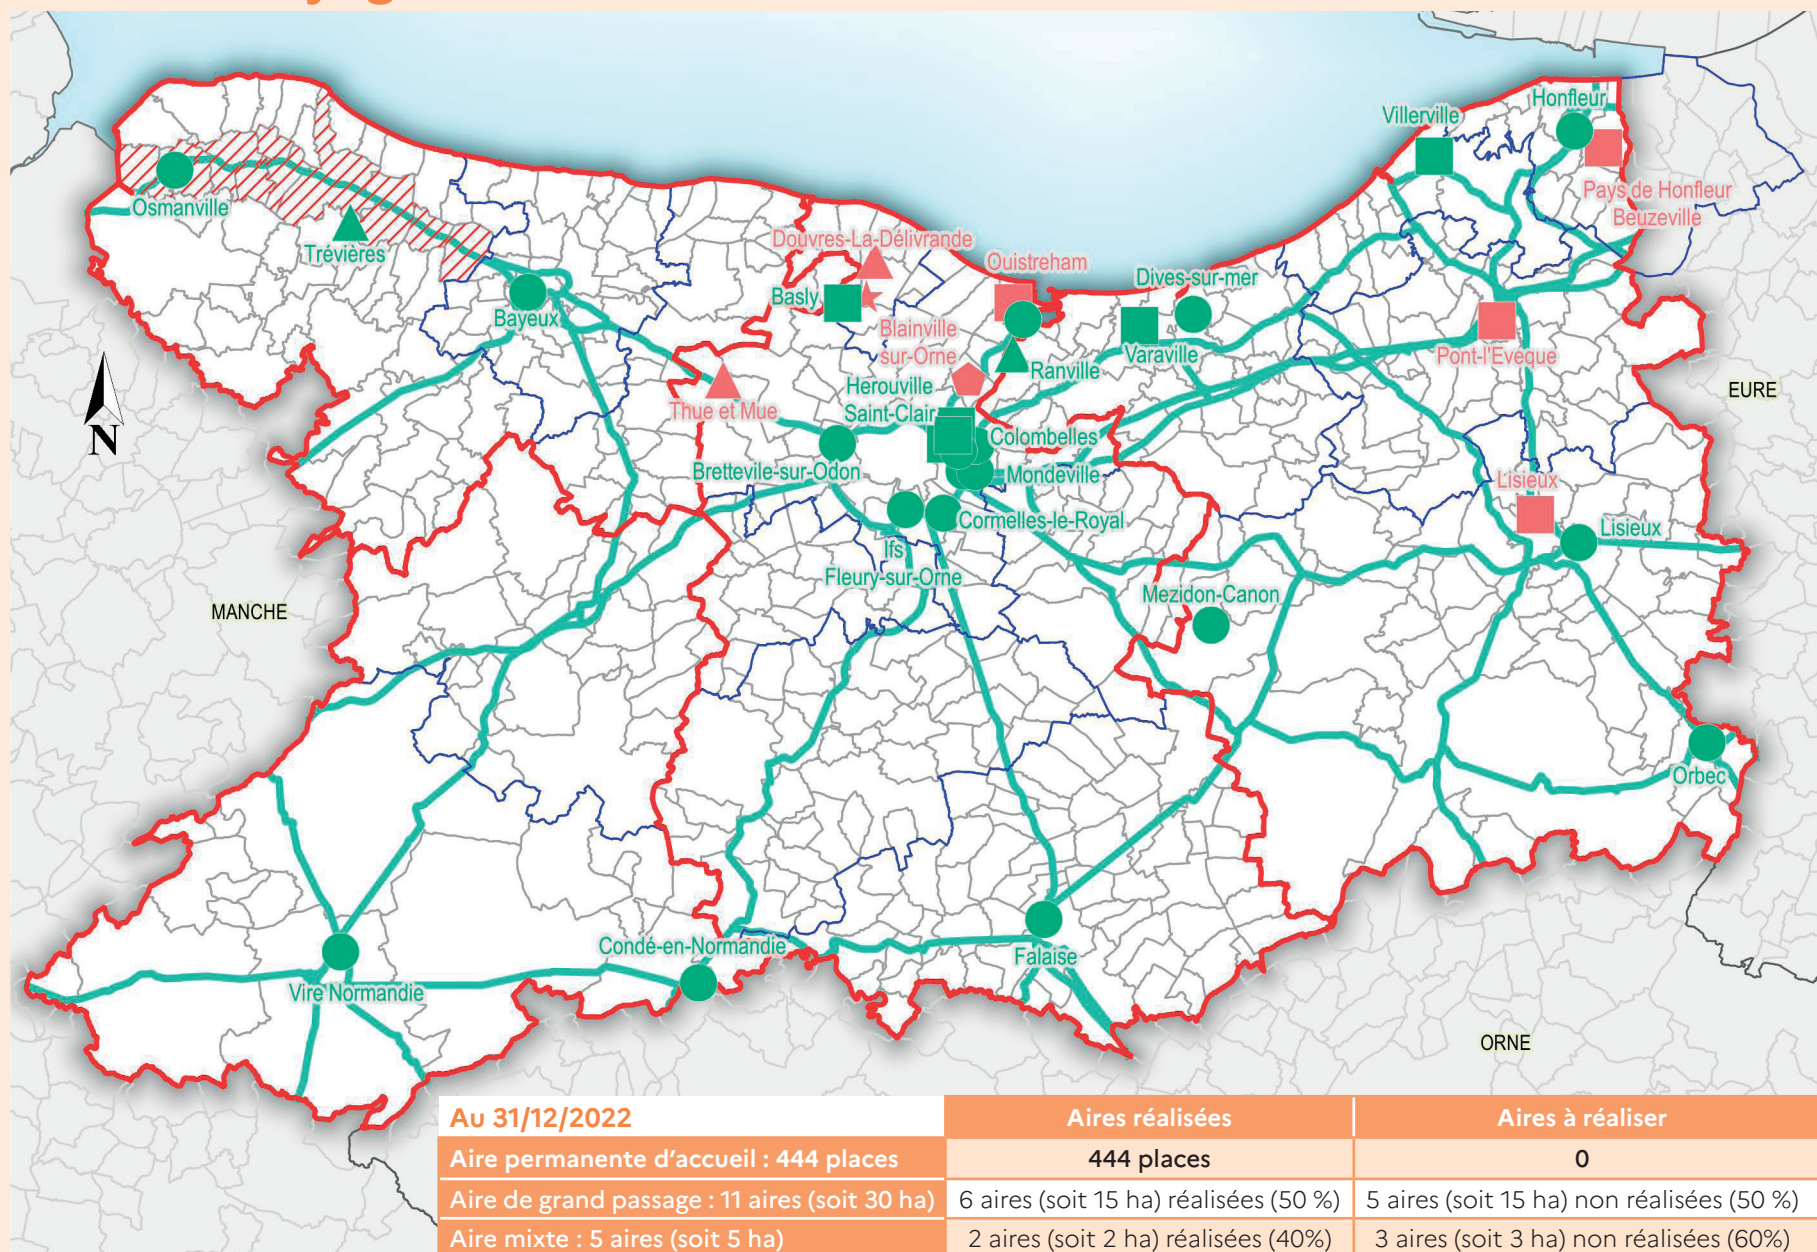 Honfleur
Villerville
Pays de Honfleur
Beuzeville
Osmanville
Trévières
Douvres-La-Délivrande
Ouistreham
Dives-sur-mer
Basly
Bayeux
Blainville
sur-Orne
Varaville
Pont-l'Eveque
Ranville
Herouville
Saint-Clair
EURE
Thue et Mue
N
Colombelles
Bretteville-sur-Odon
Mondeville
Lisieux
Cormelles-le-Royal
Lisieux
Ifs
Fleury-sur-Orne
Mezidon-Canon
MANCHE
Orbec
Condé-en-Normandie
Falaise
Vire Normandie
ORNE
Au 31/12/2022 Aires réalisées Aires à réaliser
Aire permanente d'accueil : 444 places 444 places 0
Aire de grand passage : 11 aires (soit 30 ha) 6 aires (soit 15 ha) réalisées (50 %) 5 aires (soit 15 ha) non réalisées (50 %)
Aire mixte : 5 aires (soit 5 ha) 2 aires (soit 2 ha) réalisées (40%) 3 aires (soit 3 ha) non réalisées (60%)